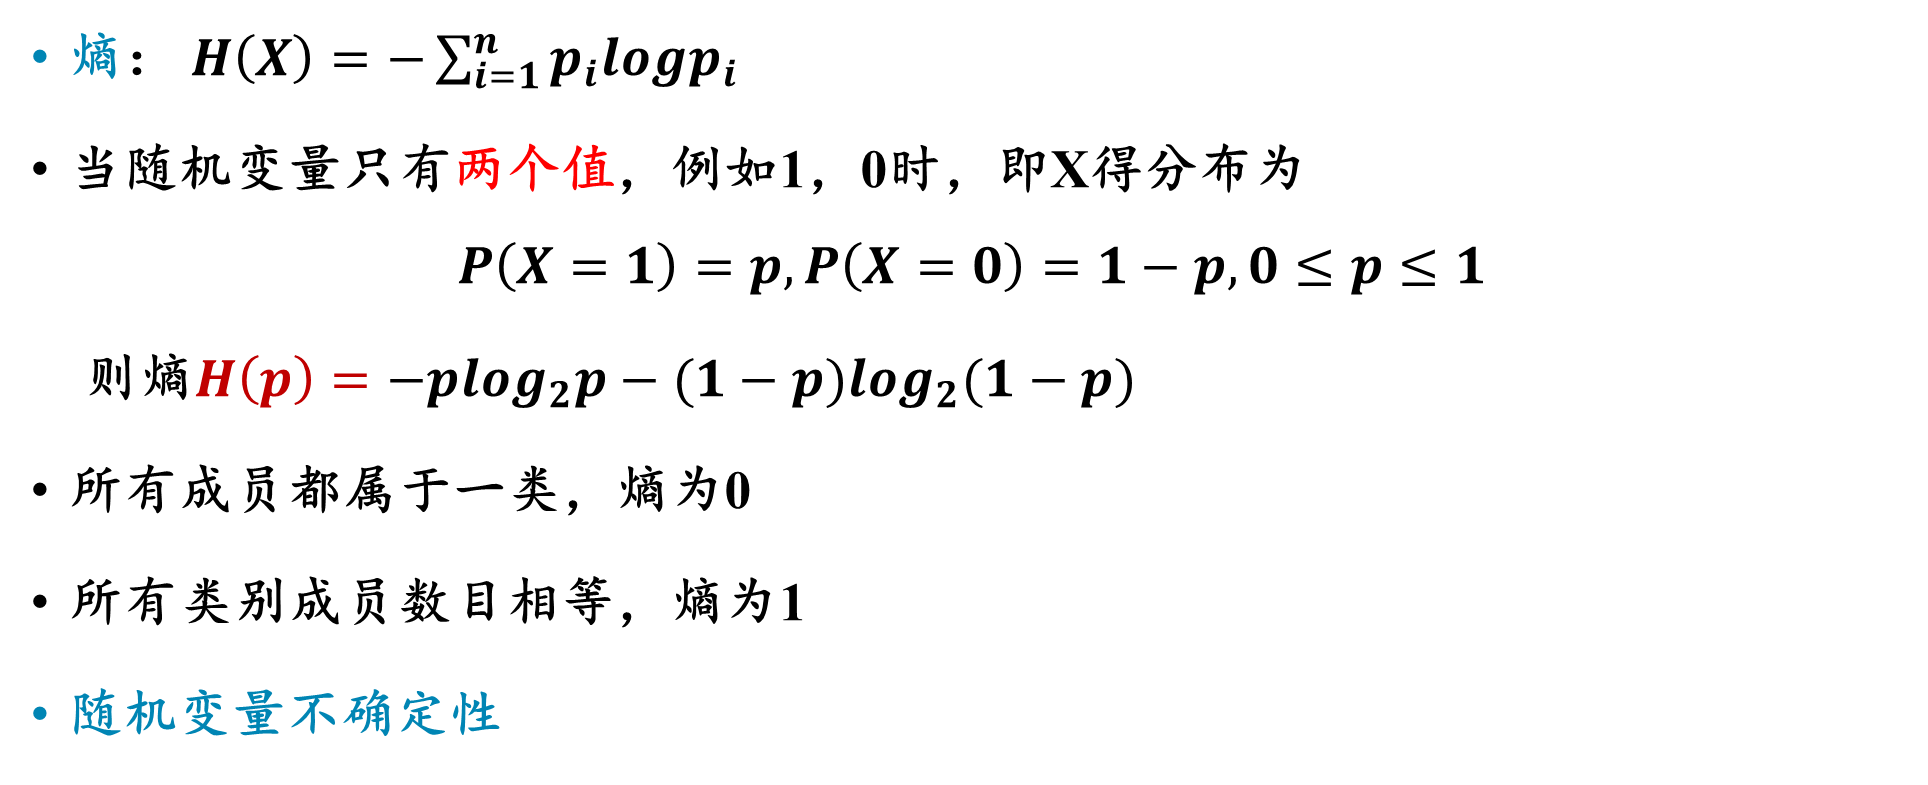 • 熵： H(X) = −∑ᵢ₌₁ⁿ pᵢlogpᵢ
• 当随机变量只有两个值，例如1，0时，即X得分布为
P(X = 1) = p, P(X = 0) = 1 − p, 0 ≤ p ≤ 1
则熵H(p) = −plog₂p − (1 − p)log₂(1 − p)
• 所有成员都属于一类，熵为0
• 所有类别成员数目相等，熵为1
• 随机变量不确定性